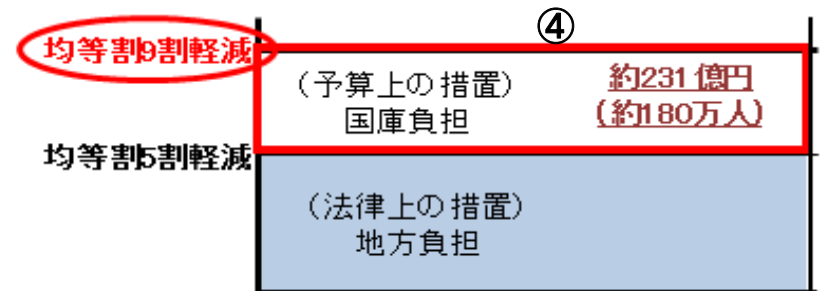 ④
均等割9割軽減
（予算上の措置）
国庫負担
約231億円
（約180万人）
均等割5割軽減
（法律上の措置）
地方負担